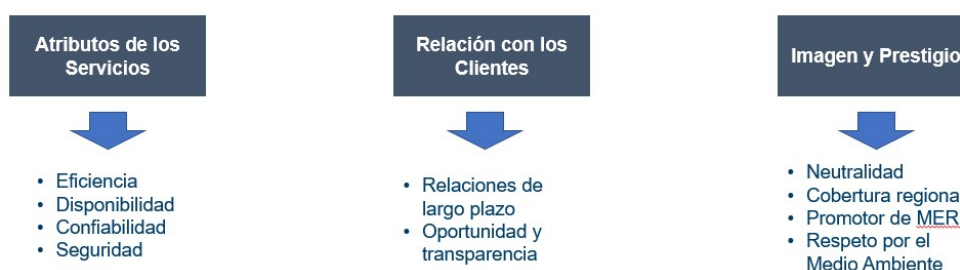 Atributos de los
Servicios
• Eficiencia
• Disponibilidad
• Confiabilidad
• Seguridad
Relación con los
Clientes
• Relaciones de
largo plazo
• Oportunidad y
transparencia
Imagen y Prestigio
• Neutralidad
• Cobertura regiona
• Promotor de MER
• Respeto por el
Medio Ambiente